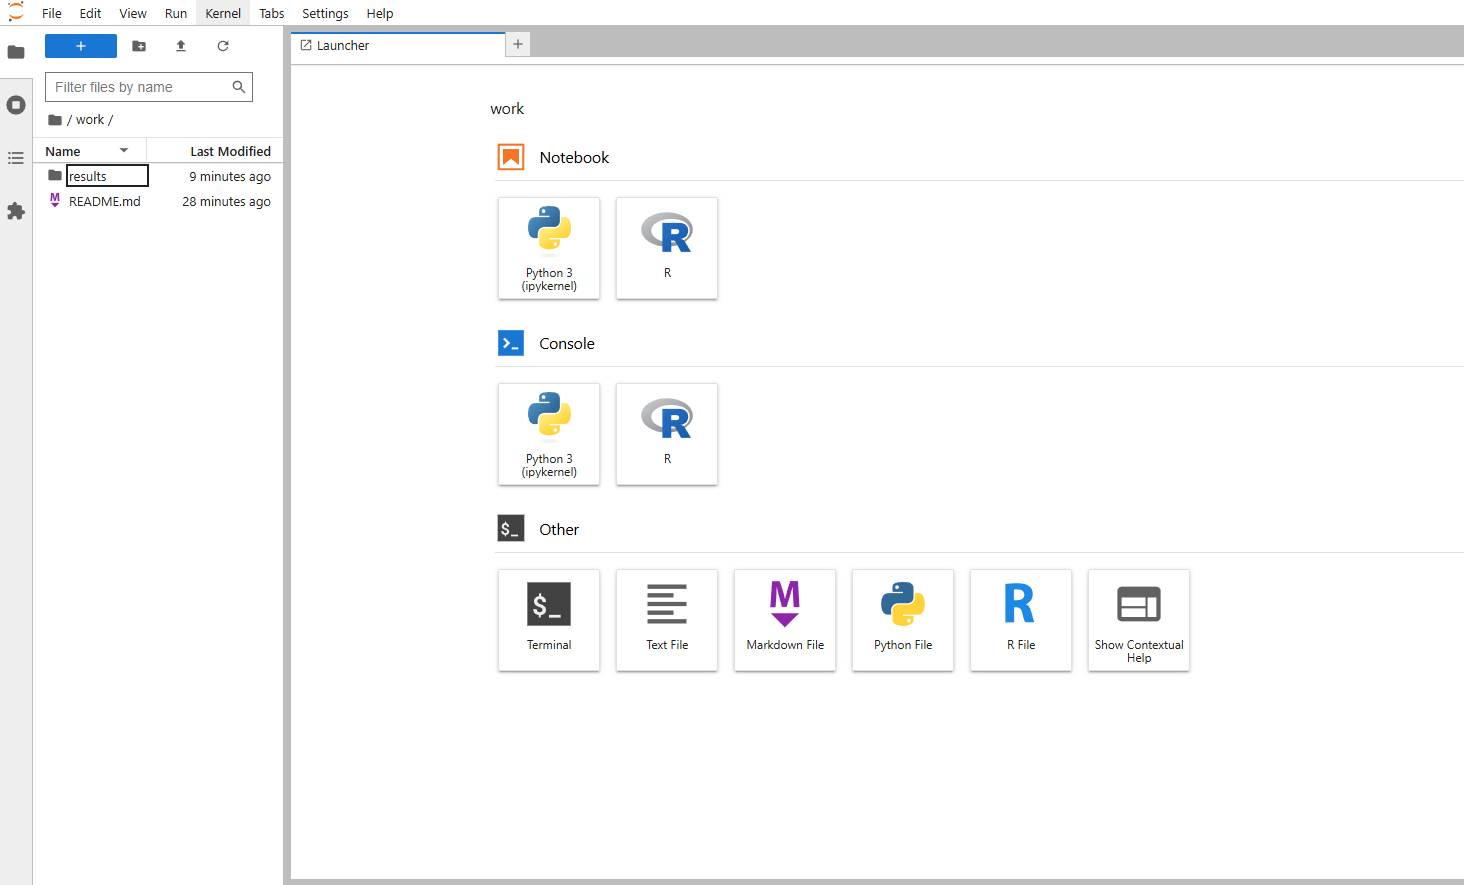 File Edit View Run Kernel Tabs Settings Help
+
Launcher
+
Filter files by name
/ work /
Name Last Modified
results 9 minutes ago
M README.md 28 minutes ago
work
Notebook
Python 3
(ipykernel)
R
R
Console
>_
Python 3
(ipykernel)
R
R
Other
$_
$_
Terminal
Text File
M
Markdown File
Python File
R
R File
Show Contextual
Help